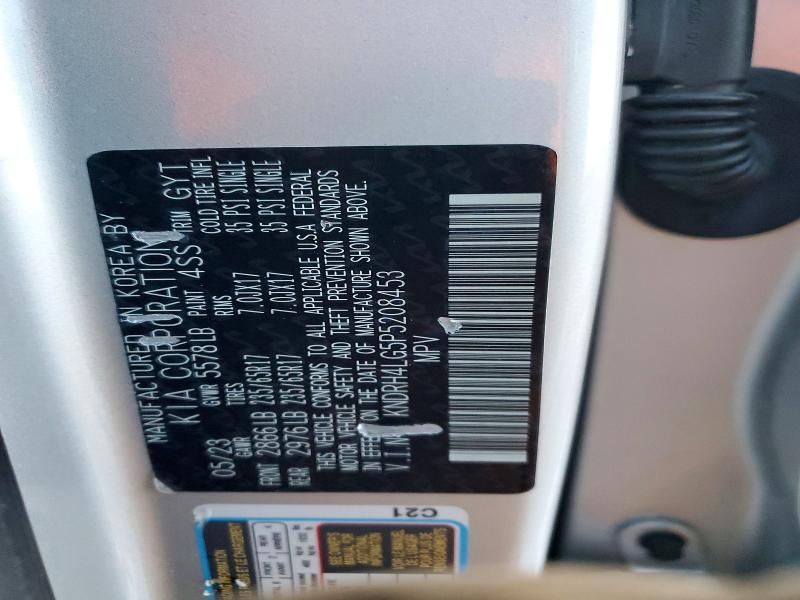 MANUFACTURED IN KOREA BY
KIA CORPORATION
05/23 GVWR 5578LB PAINT 4SS TRIM GYT
GAWR TIRES RIMS COLD TIRE INFL
FRONT 2866LB 235/65R17 7.0JX17 35 PSI SINGLE
REAR 2976LB 235/65R17 7.0JX17 35 PSI SINGLE
THIS VEHICLE CONFORMS TO ALL APPLICABLE U.S.A FEDERAL
MOTOR VEHICLE SAFETY AND THEFT PREVENTION STANDARDS
IN EFFECT ON THE DATE OF MANUFACTURE SHOWN ABOVE.
V.I.N KNDRH4LG5P5208453
MPV
C21